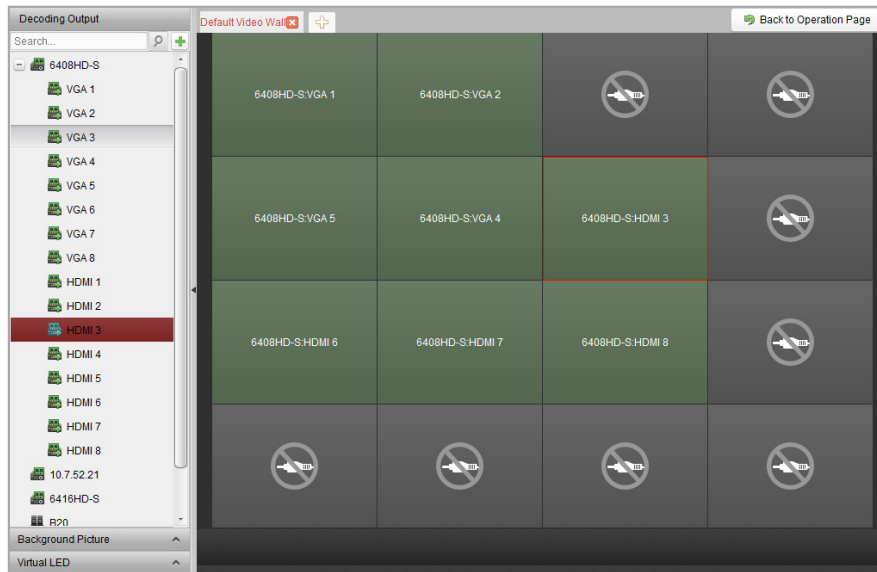 Decoding Output
Default Video Wall
Back to Operation Page
Search...
6408HD-S
VGA 1
VGA 2
VGA 3
VGA 4
VGA 5
VGA 6
VGA 7
VGA 8
HDMI 1
HDMI 2
HDMI 3
HDMI 4
HDMI 5
HDMI 6
HDMI 7
HDMI 8
10.7.52.21
6416HD-S
B20
Background Picture
Virtual LED
6408HD-S:VGA 1
6408HD-S:VGA 2
6408HD-S:VGA 5
6408HD-S:VGA 4
6408HD-S:HDMI 3
6408HD-S:HDMI 6
6408HD-S:HDMI 7
6408HD-S:HDMI 8